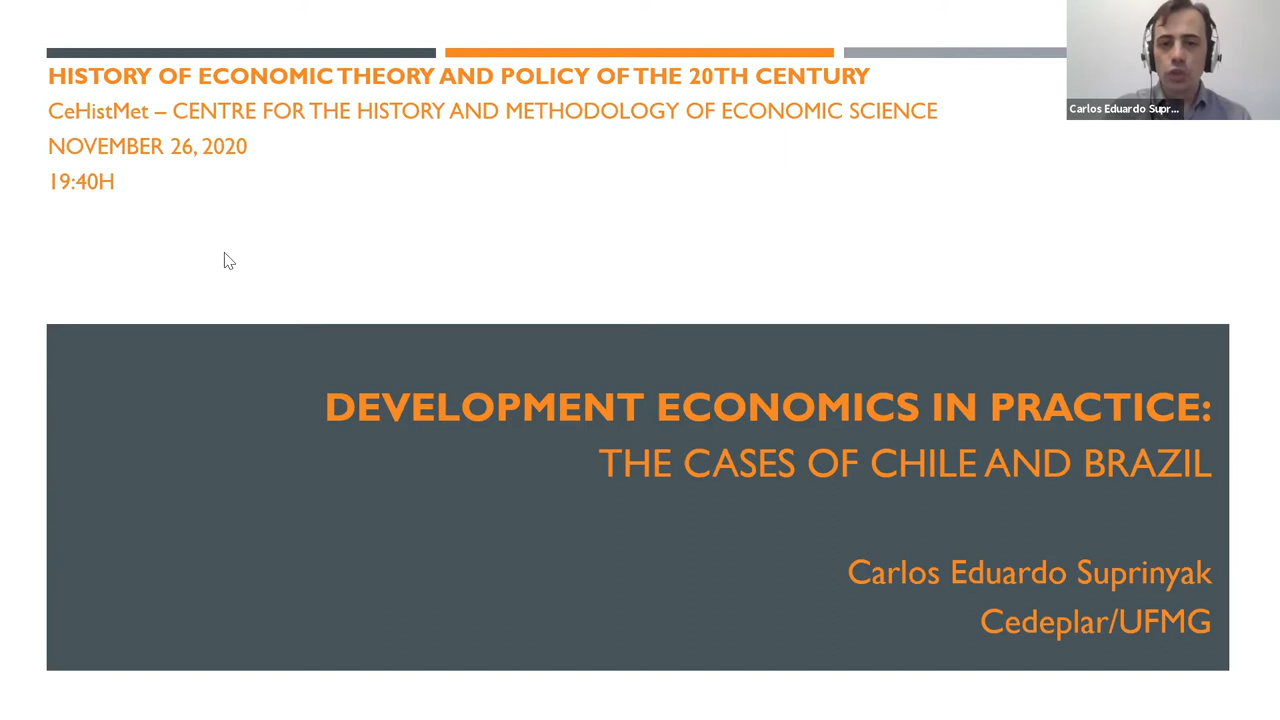 HISTORY OF ECONOMIC THEORY AND POLICY OF THE 20TH CENTURY
CeHistMet – CENTRE FOR THE HISTORY AND METHODOLOGY OF ECONOMIC SCIENCE
NOVEMBER 26, 2020
19:40H
Carlos Eduardo Supr...
DEVELOPMENT ECONOMICS IN PRACTICE:
THE CASES OF CHILE AND BRAZIL
Carlos Eduardo Suprinyak
Cedeplar/UFMG